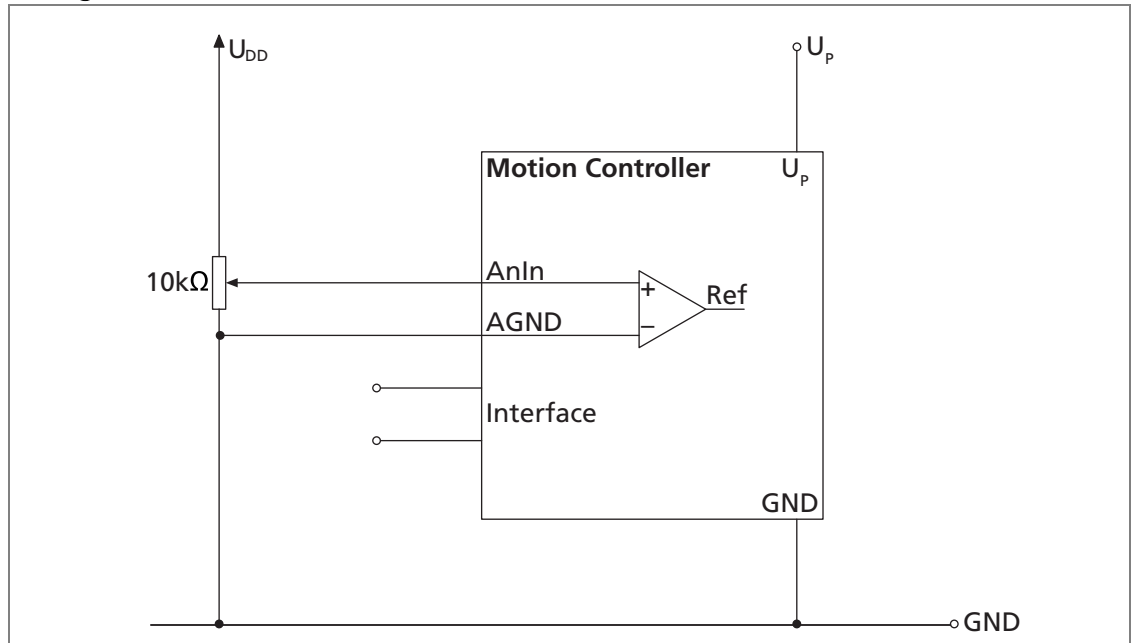 U_DD
U_P
Motion Controller
U_P
AnIn
10kΩ
+
Ref
AGND
−
Interface
GND
GND